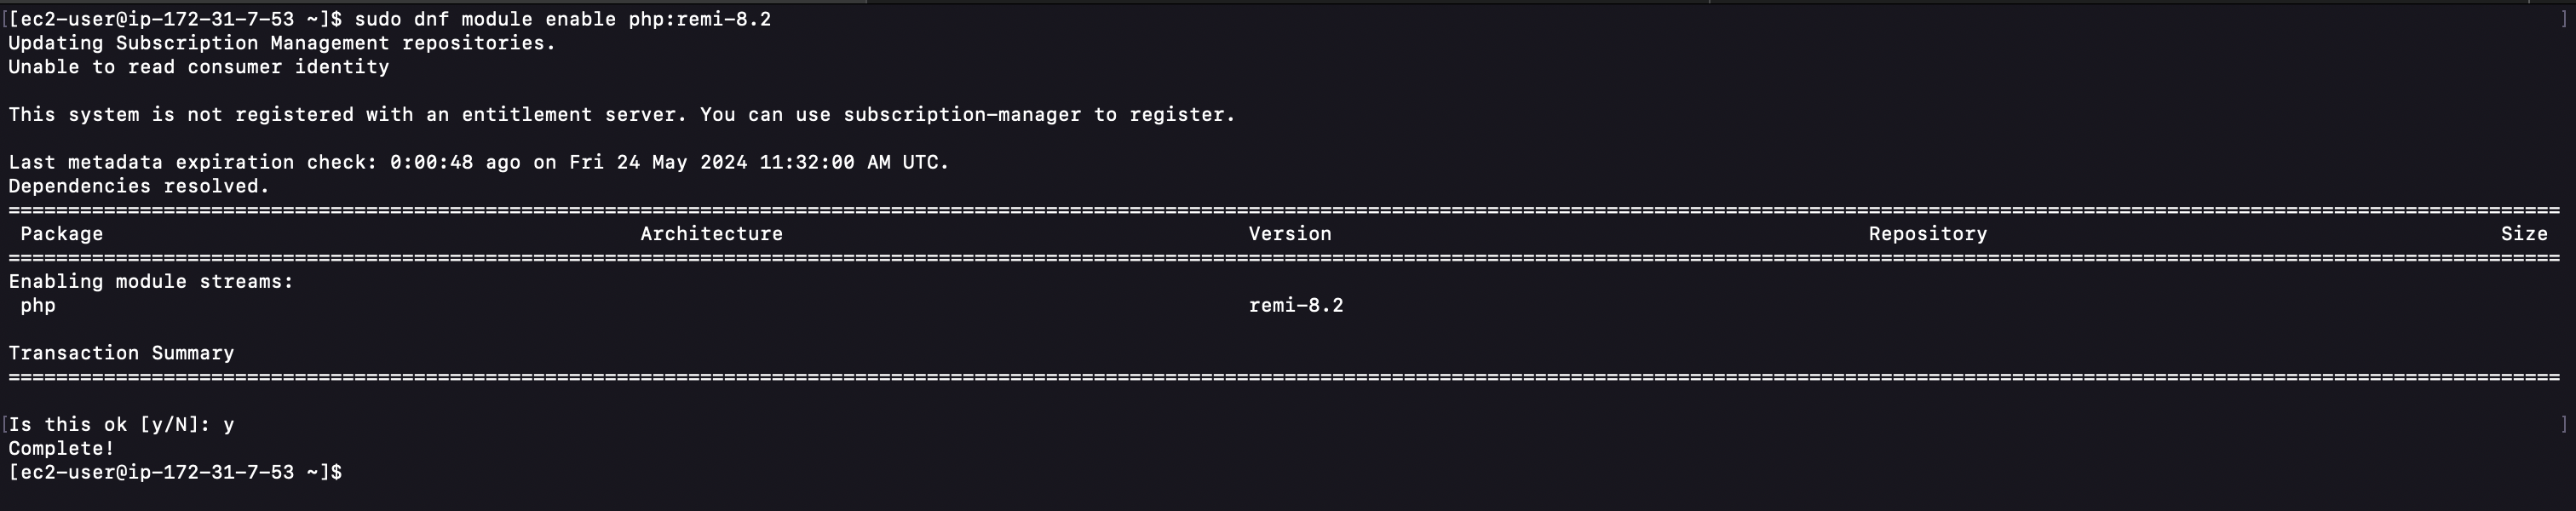 [[ec2-user@ip-172-31-7-53 ~]$ sudo dnf module enable php:remi-8.2 ]
Updating Subscription Management repositories.
Unable to read consumer identity
This system is not registered with an entitlement server. You can use subscription-manager to register.
Last metadata expiration check: 0:00:48 ago on Fri 24 May 2024 11:32:00 AM UTC.
Dependencies resolved.
================================================================================
Package Architecture Version Repository Size
================================================================================
Enabling module streams:
php remi-8.2
Transaction Summary
================================================================================
[Is this ok [y/N]: y ]
Complete!
[ec2-user@ip-172-31-7-53 ~]$